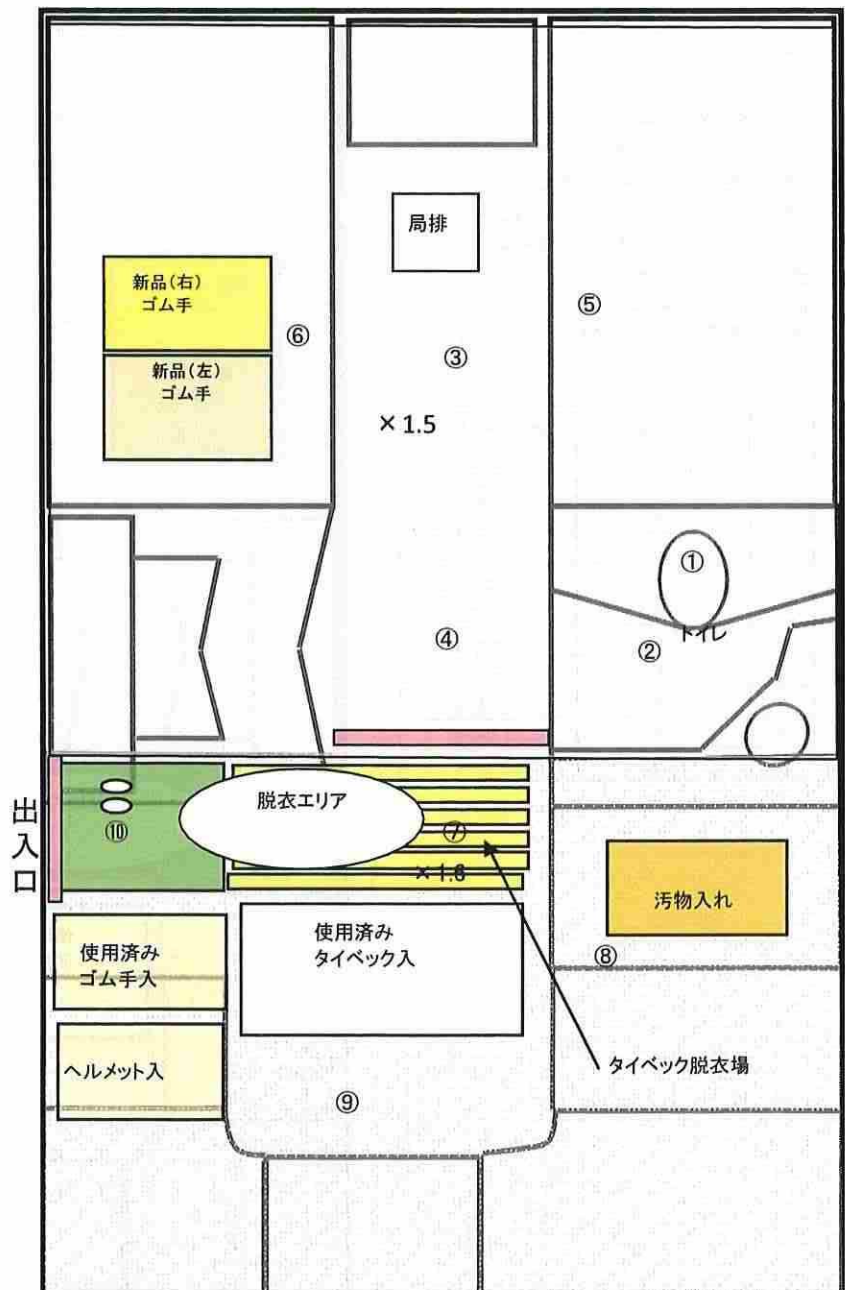 局排
新品(右)
ゴム手
⑥
⑤
③
新品(左)
ゴム手
× 1.5
①
④
②
トイレ
出入口
⑩
脱衣エリア
⑦
× 1.8
汚物入れ
使用済み
ゴム手入
使用済み
タイベック入
⑧
ヘルメット入
タイベック脱衣場
⑨